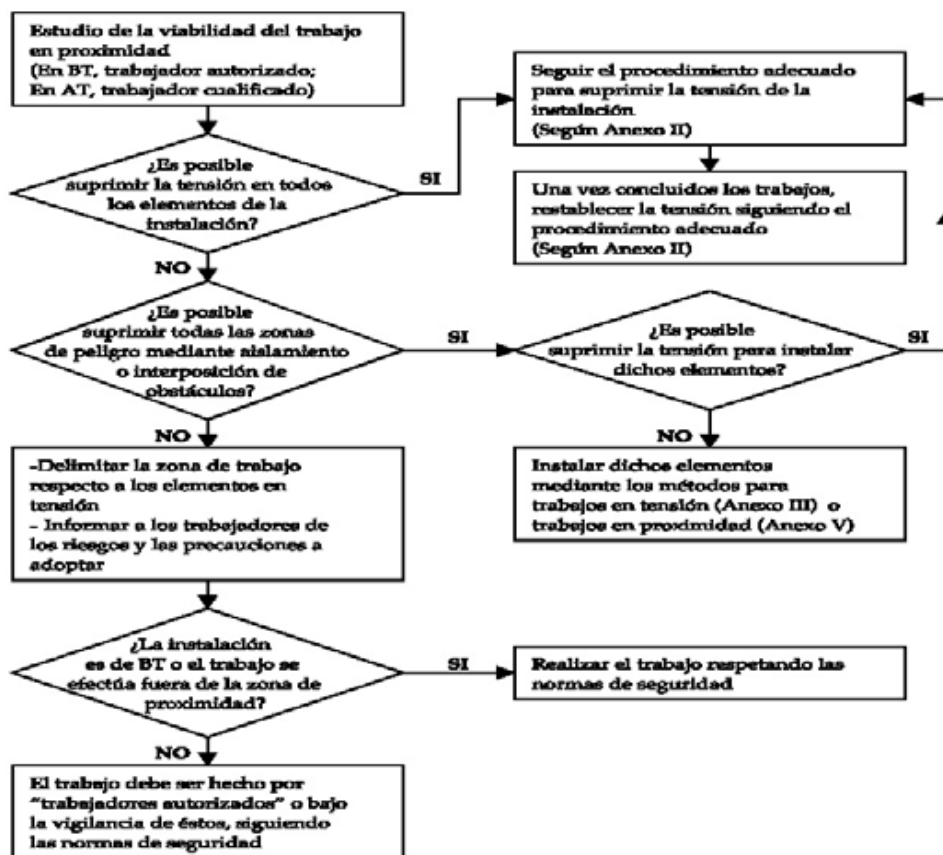 Estudio de la viabilidad del trabajo
en proximidad
(En BT, trabajador autorizado;
En AT, trabajador cualificado)
Seguir el procedimiento adecuado
para suprimir la tensión de la
instalación
(Según Anexo II)
¿Es posible
suprimir la tensión en todos
los elementos de la
instalación?
SI
Una vez concluidos los trabajos,
restablecer la tensión siguiendo el
procedimiento adecuado
(Según Anexo II)
NO
¿Es posible
suprimir todas las zonas
de peligro mediante aislamiento
o interposición de
obstáculos?
SI
¿Es posible
suprimir la tensión para instalar
dichos elementos?
SI
NO
NO
-Delimitar la zona de trabajo
respecto a los elementos en
tensión
- Informar a los trabajadores de
los riesgos y las precauciones a
adoptar
Instalar dichos elementos
mediante los métodos para
trabajos en tensión (Anexo III) o
trabajos en proximidad (Anexo V)
¿La instalación
es de BT o el trabajo se
efectúa fuera de la zona de
proximidad?
SI
Realizar el trabajo respetando las
normas de seguridad
NO
El trabajo debe ser hecho por
"trabajadores autorizados" o bajo
la vigilancia de éstos, siguiendo
las normas de seguridad